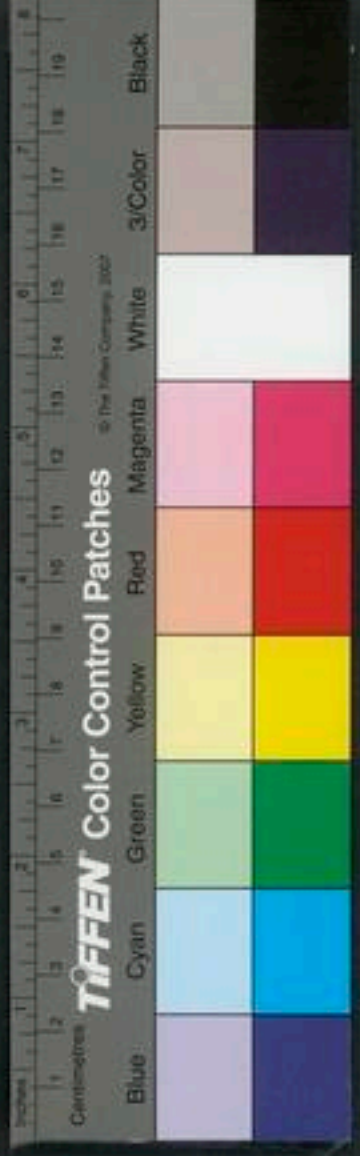 Inches 1 2 3 4 5 6 7 8
Centimetres 1 2 3 4 5 6 7 8 9 10 11 12 13 14 15 16 17 18 19
TIFFEN Color Control Patches © The Tiffen Company, 2007
Blue Cyan Green Yellow Red Magenta White 3/Color Black